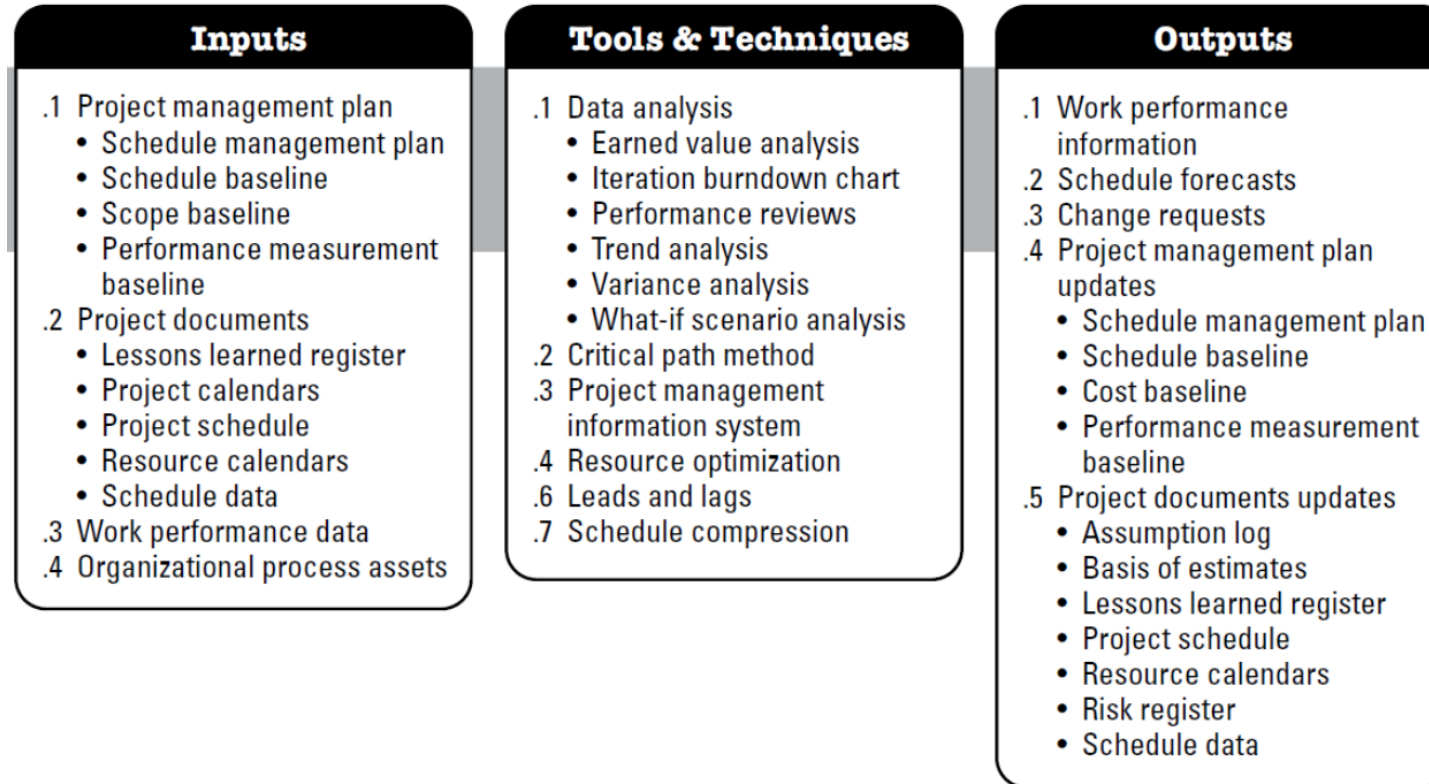 Inputs
.1 Project management plan
• Schedule management plan
• Schedule baseline
• Scope baseline
• Performance measurement
baseline
.2 Project documents
• Lessons learned register
• Project calendars
• Project schedule
• Resource calendars
• Schedule data
.3 Work performance data
.4 Organizational process assets
Tools & Techniques
.1 Data analysis
• Earned value analysis
• Iteration burndown chart
• Performance reviews
• Trend analysis
• Variance analysis
• What-if scenario analysis
.2 Critical path method
.3 Project management
information system
.4 Resource optimization
.6 Leads and lags
.7 Schedule compression
Outputs
.1 Work performance
information
.2 Schedule forecasts
.3 Change requests
.4 Project management plan
updates
• Schedule management plan
• Schedule baseline
• Cost baseline
• Performance measurement
baseline
.5 Project documents updates
• Assumption log
• Basis of estimates
• Lessons learned register
• Project schedule
• Resource calendars
• Risk register
• Schedule data